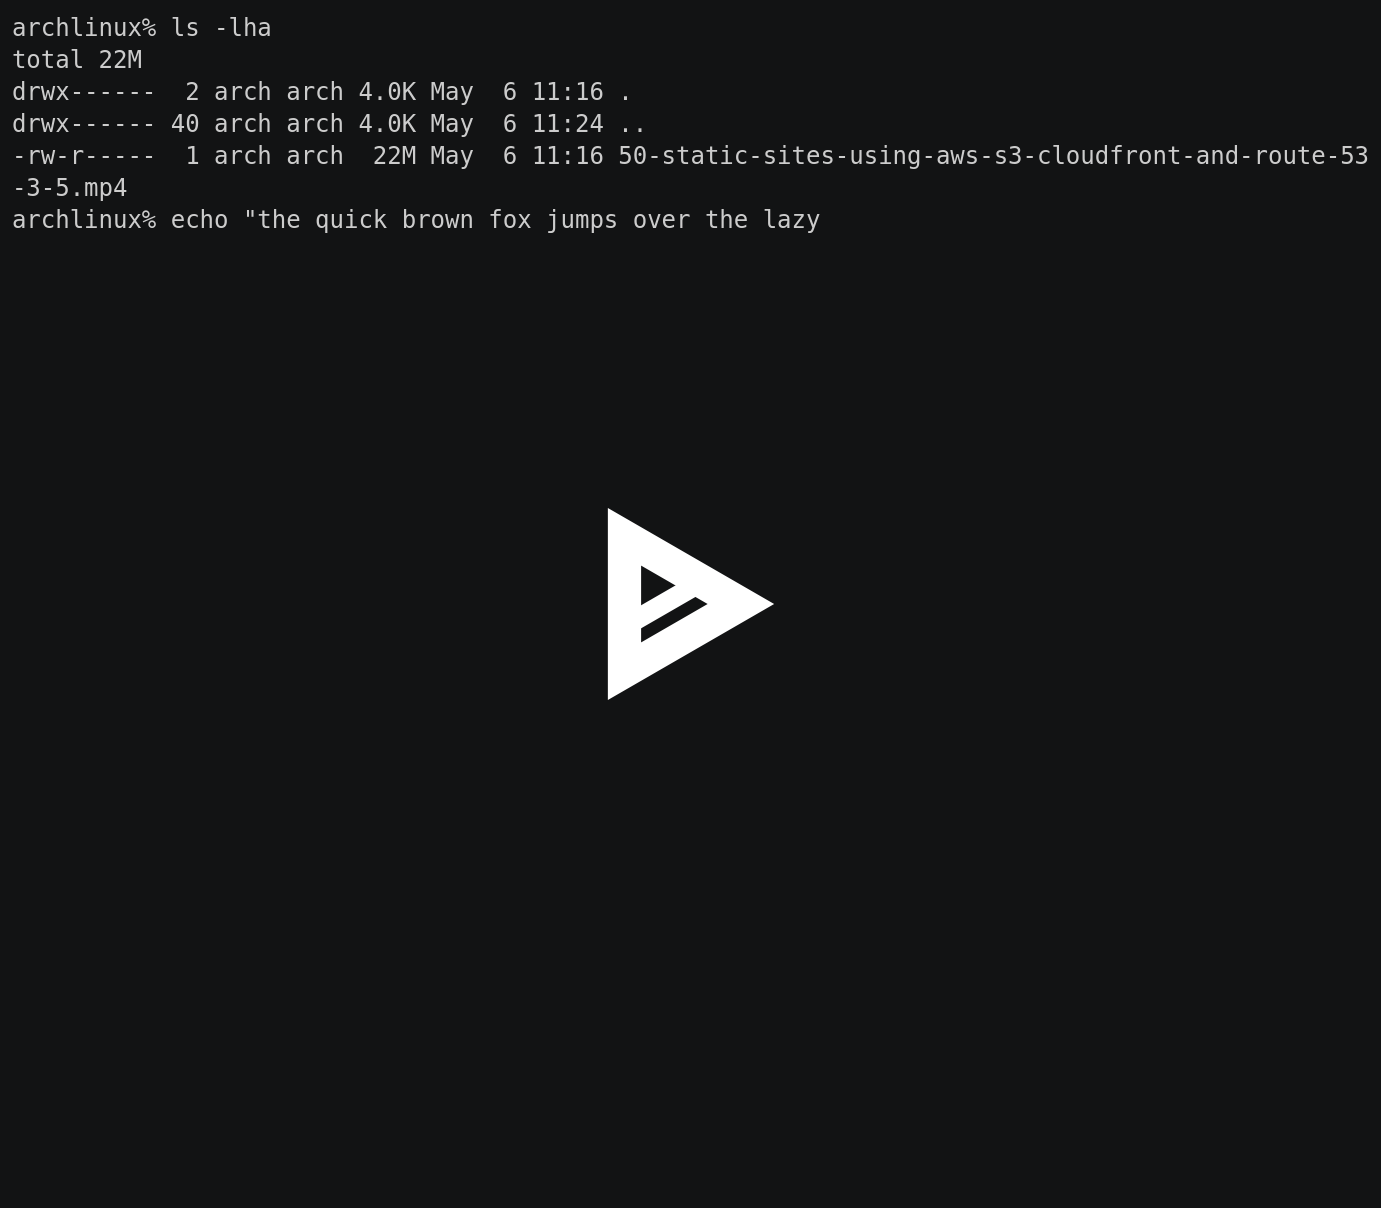 archlinux% ls -lha
total 22M
drwx------  2 arch arch 4.0K May  6 11:16 .
drwx------ 40 arch arch 4.0K May  6 11:24 ..
-rw-r-----  1 arch arch  22M May  6 11:16 50-static-sites-using-aws-s3-cloudfront-and-route-53
-3-5.mp4
archlinux% echo "the quick brown fox jumps over the lazy